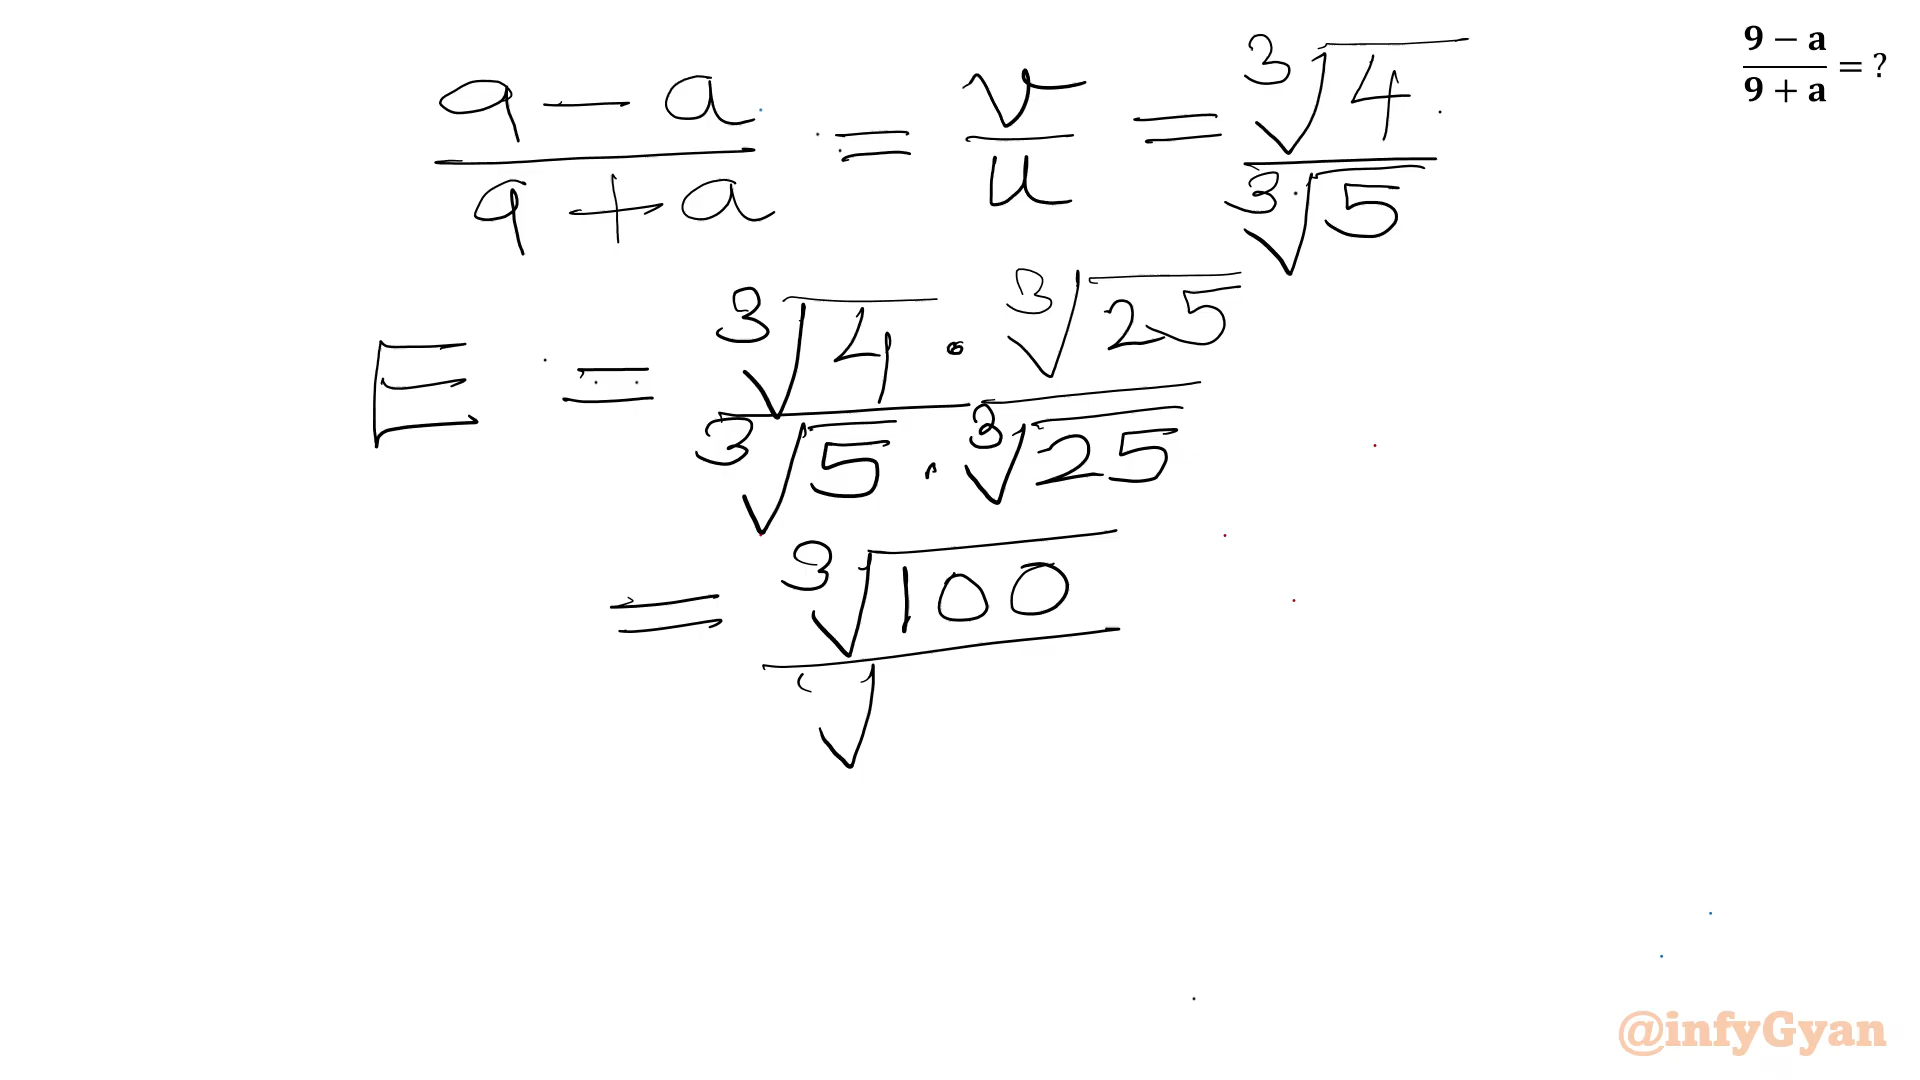 (9 − a)/(9 + a) = ?
(9 − a)/(9 + a) = v/u = ∛4/∛5
E = (∛4 · ∛25)/(∛5 · ∛25)
= ∛100/√
@infyGyan